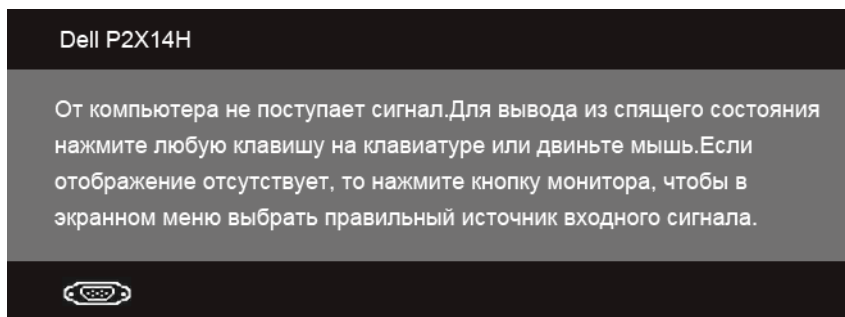 Dell P2X14H
От компьютера не поступает сигнал.Для вывода из спящего состояния
нажмите любую клавишу на клавиатуре или двиньте мышь.Если
отображение отсутствует, то нажмите кнопку монитора, чтобы в
экранном меню выбрать правильный источник входного сигнала.